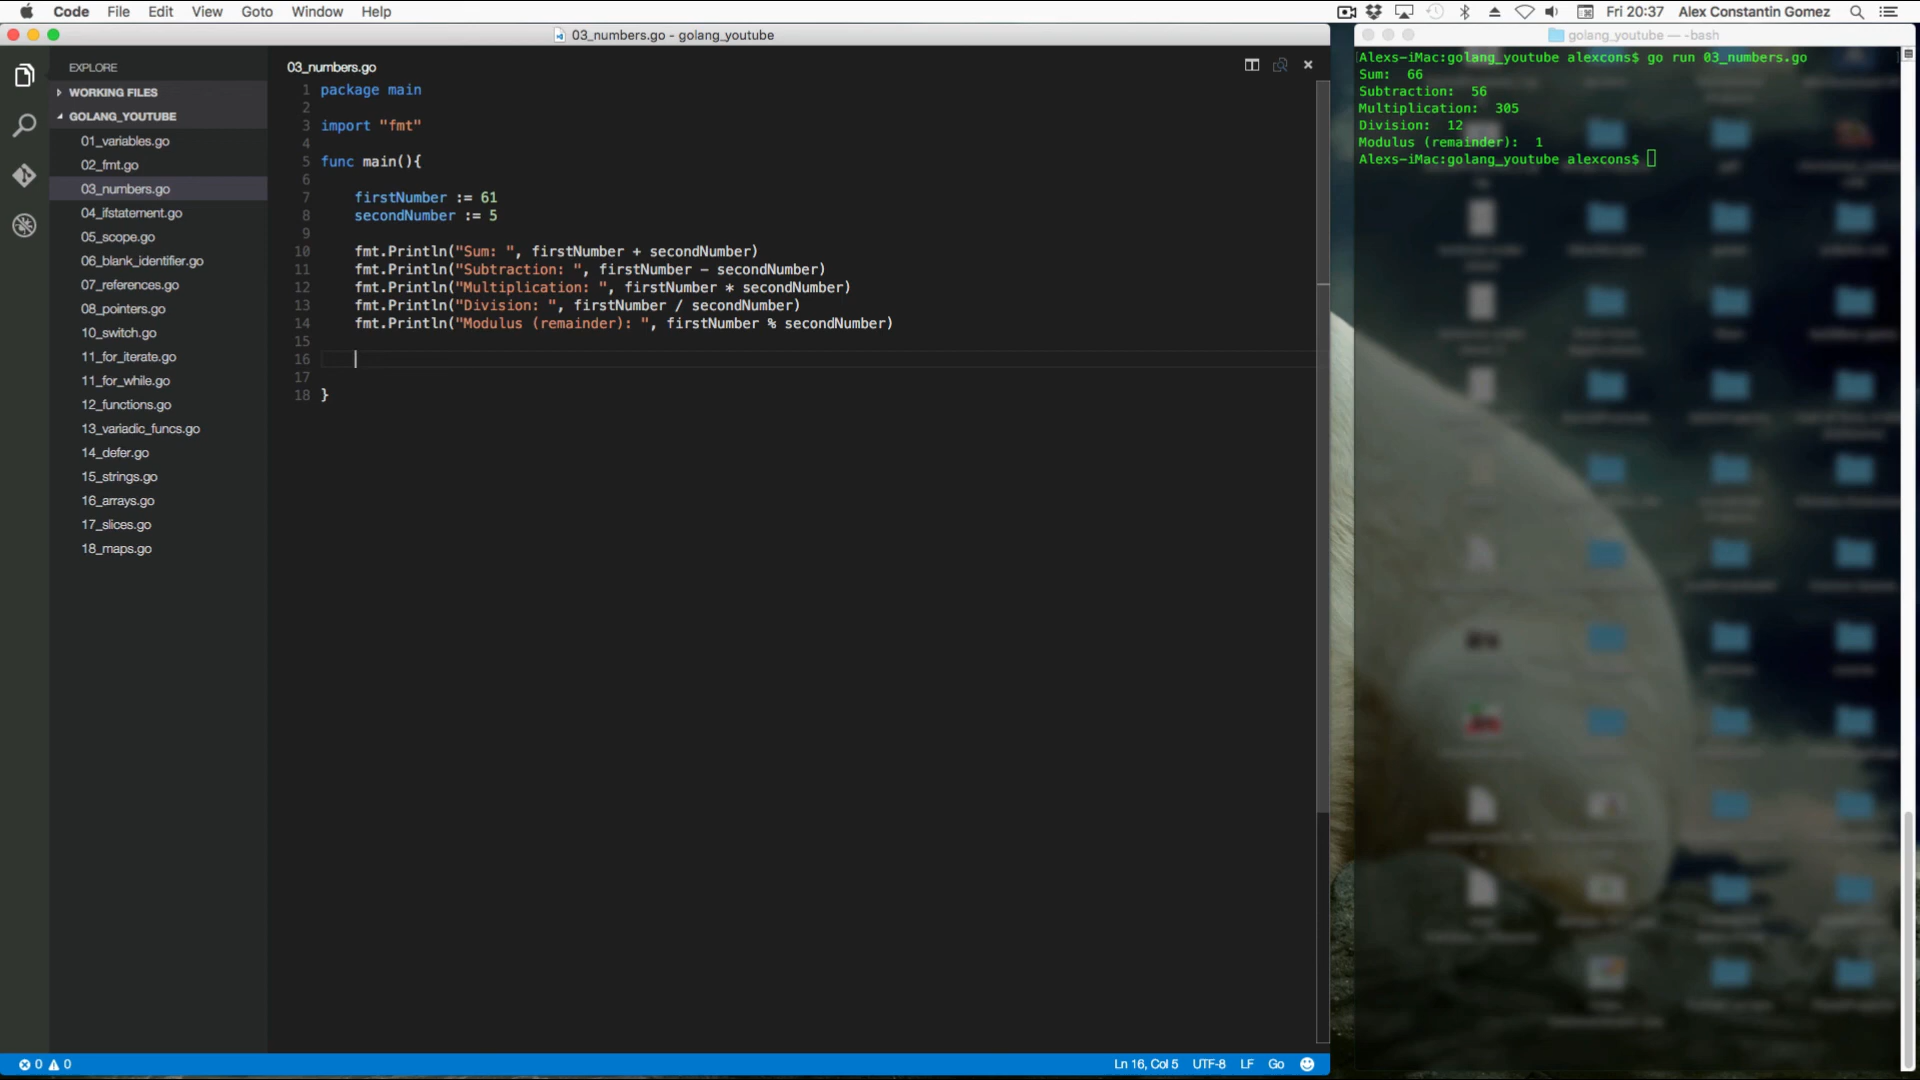 Code File Edit View Goto Window Help
Fri 20:37 Alex Constantin Gomez
03_numbers.go - golang_youtube
EXPLORE
WORKING FILES
GOLANG_YOUTUBE
01_variables.go
02_fmt.go
03_numbers.go
04_ifstatement.go
05_scope.go
06_blank_identifier.go
07_references.go
08_pointers.go
10_switch.go
11_for_iterate.go
11_for_while.go
12_functions.go
13_variadic_funcs.go
14_defer.go
15_strings.go
16_arrays.go
17_slices.go
18_maps.go
03_numbers.go
1 package main
2
3 import "fmt"
4
5 func main(){
6
7 firstNumber := 61
8 secondNumber := 5
9
10 fmt.Println("Sum: ", firstNumber + secondNumber)
11 fmt.Println("Subtraction: ", firstNumber - secondNumber)
12 fmt.Println("Multiplication: ", firstNumber * secondNumber)
13 fmt.Println("Division: ", firstNumber / secondNumber)
14 fmt.Println("Modulus (remainder): ", firstNumber % secondNumber)
15
16
17
18 }
0 0
Ln 16, Col 5 UTF-8 LF Go
golang_youtube — -bash
Alexs-iMac:golang_youtube alexcons$ go run 03_numbers.go
Sum:  66
Subtraction:  56
Multiplication:  305
Division:  12
Modulus (remainder):  1
Alexs-iMac:golang_youtube alexcons$